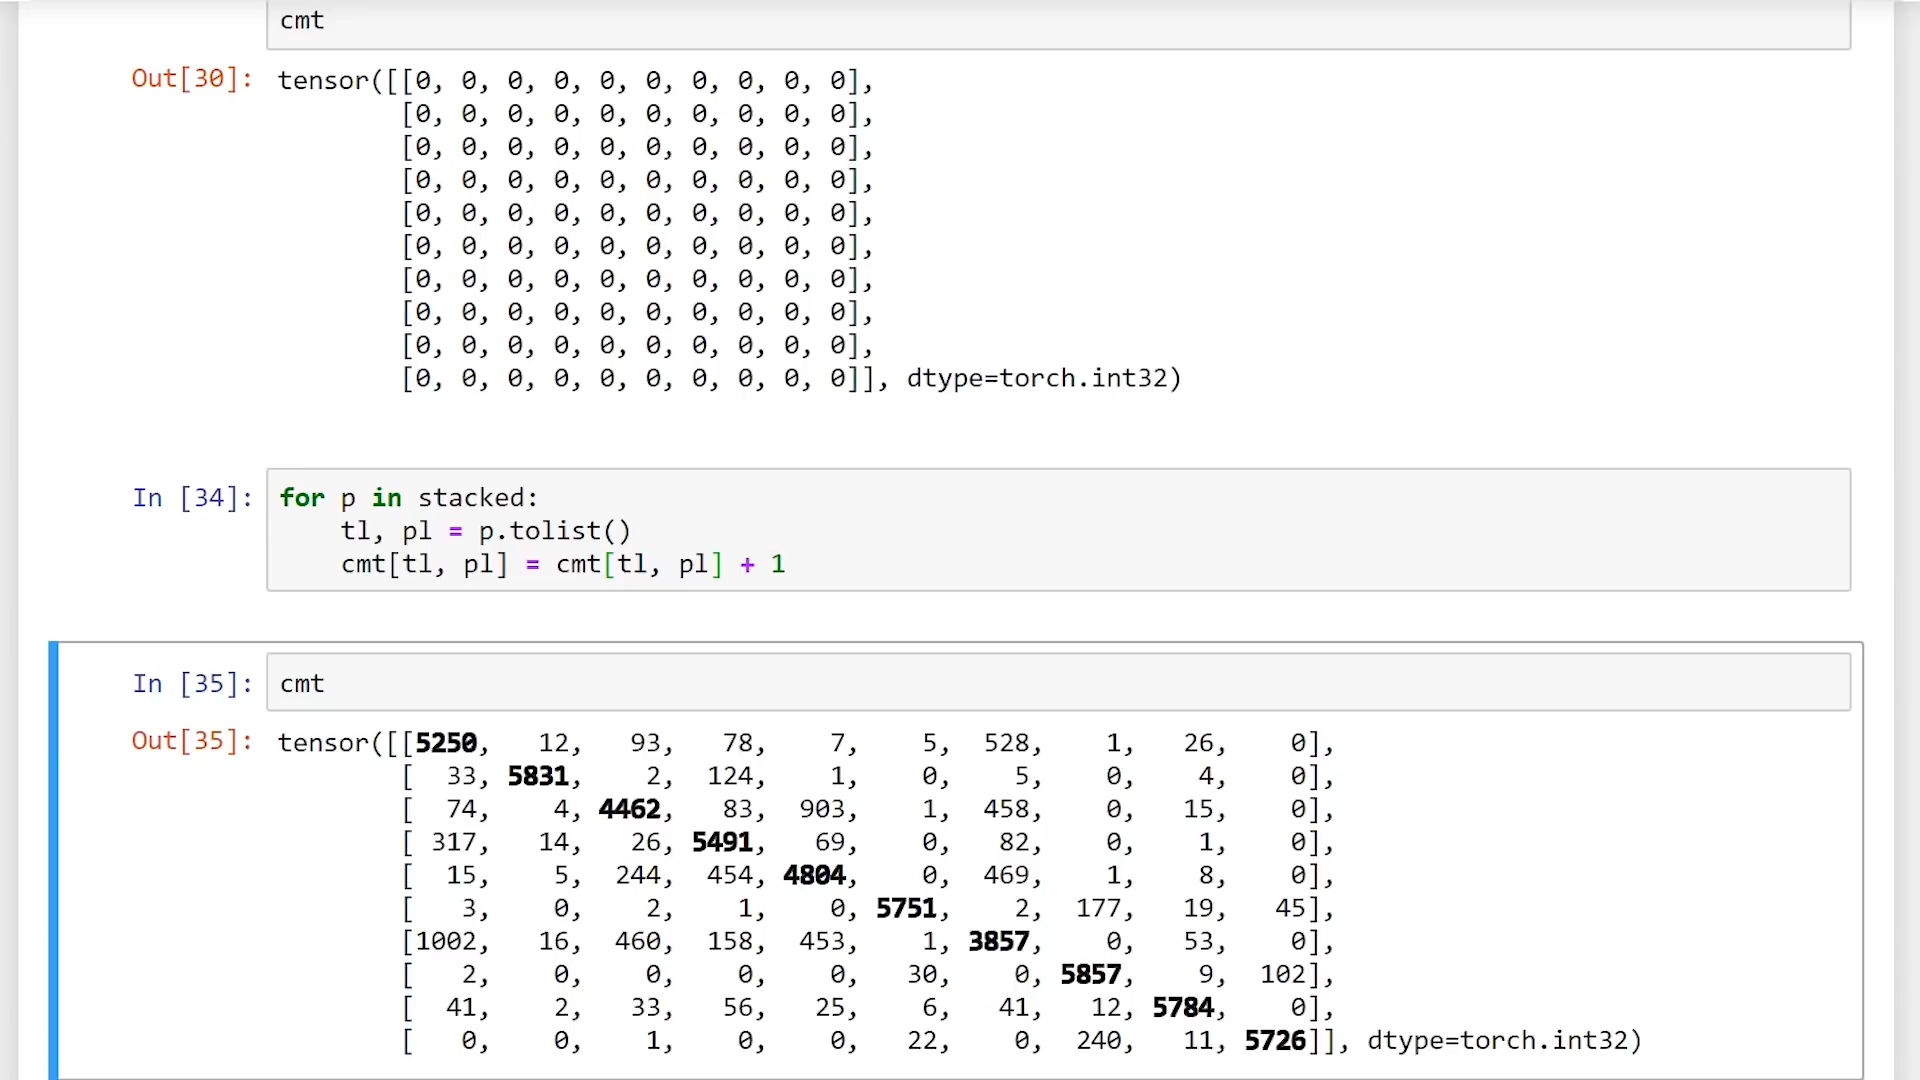 cmt
Out[30]: tensor([[0, 0, 0, 0, 0, 0, 0, 0, 0, 0],
[0, 0, 0, 0, 0, 0, 0, 0, 0, 0],
[0, 0, 0, 0, 0, 0, 0, 0, 0, 0],
[0, 0, 0, 0, 0, 0, 0, 0, 0, 0],
[0, 0, 0, 0, 0, 0, 0, 0, 0, 0],
[0, 0, 0, 0, 0, 0, 0, 0, 0, 0],
[0, 0, 0, 0, 0, 0, 0, 0, 0, 0],
[0, 0, 0, 0, 0, 0, 0, 0, 0, 0],
[0, 0, 0, 0, 0, 0, 0, 0, 0, 0],
[0, 0, 0, 0, 0, 0, 0, 0, 0, 0]], dtype=torch.int32)
In [34]: for p in stacked:
tl, pl = p.tolist()
cmt[tl, pl] = cmt[tl, pl] + 1
In [35]: cmt
Out[35]: tensor([[5250, 12, 93, 78, 7, 5, 528, 1, 26, 0],
[ 33, 5831, 2, 124, 1, 0, 5, 0, 4, 0],
[ 74, 4, 4462, 83, 903, 1, 458, 0, 15, 0],
[ 317, 14, 26, 5491, 69, 0, 82, 0, 1, 0],
[ 15, 5, 244, 454, 4804, 0, 469, 1, 8, 0],
[ 3, 0, 2, 1, 0, 5751, 2, 177, 19, 45],
[1002, 16, 460, 158, 453, 1, 3857, 0, 53, 0],
[ 2, 0, 0, 0, 0, 30, 0, 5857, 9, 102],
[ 41, 2, 33, 56, 25, 6, 41, 12, 5784, 0],
[ 0, 0, 1, 0, 0, 22, 0, 240, 11, 5726]], dtype=torch.int32)